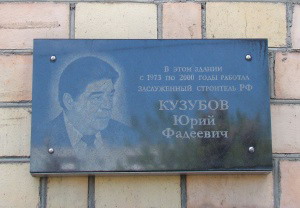 В ЭТОМ ЗДАНИИ
С 1973 ПО 2000 ГОДЫ РАБОТАЛ
ЗАСЛУЖЕННЫЙ СТРОИТЕЛЬ РФ
КУЗУБОВ
Юрий
Фадеевич